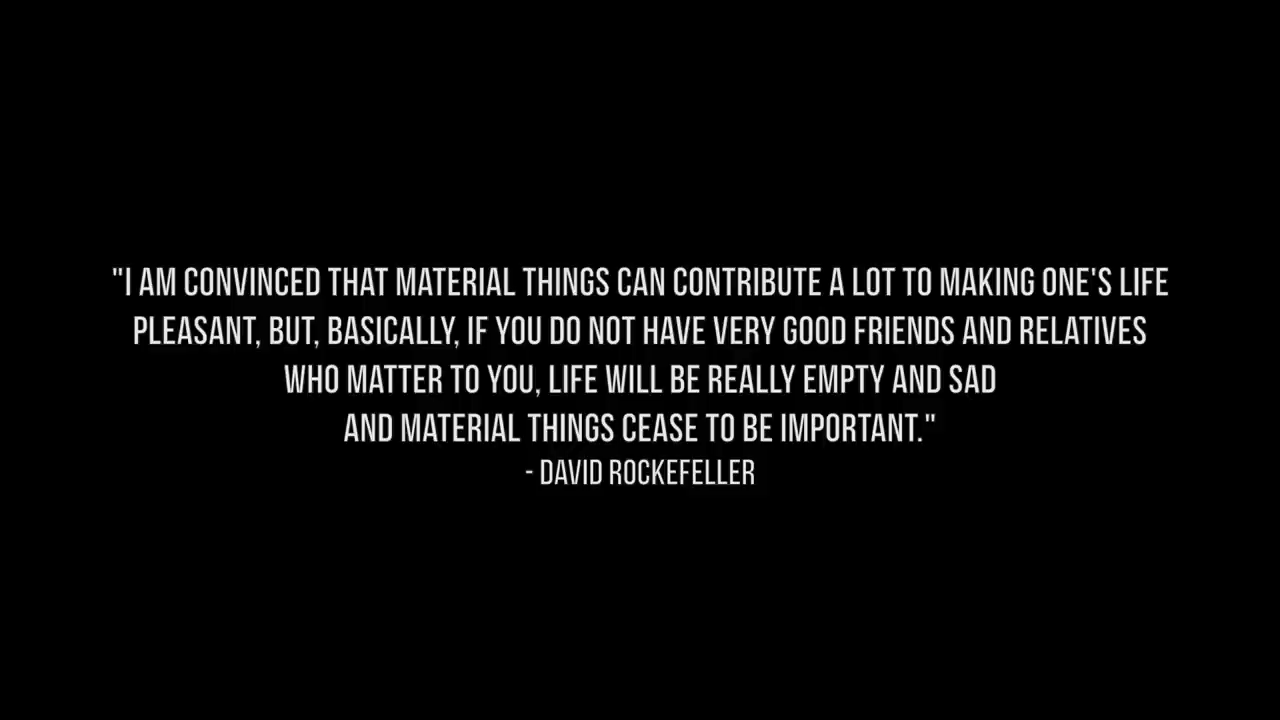 "I AM CONVINCED THAT MATERIAL THINGS CAN CONTRIBUTE A LOT TO MAKING ONE'S LIFE
PLEASANT, BUT, BASICALLY, IF YOU DO NOT HAVE VERY GOOD FRIENDS AND RELATIVES
WHO MATTER TO YOU, LIFE WILL BE REALLY EMPTY AND SAD
AND MATERIAL THINGS CEASE TO BE IMPORTANT."
- DAVID ROCKEFELLER